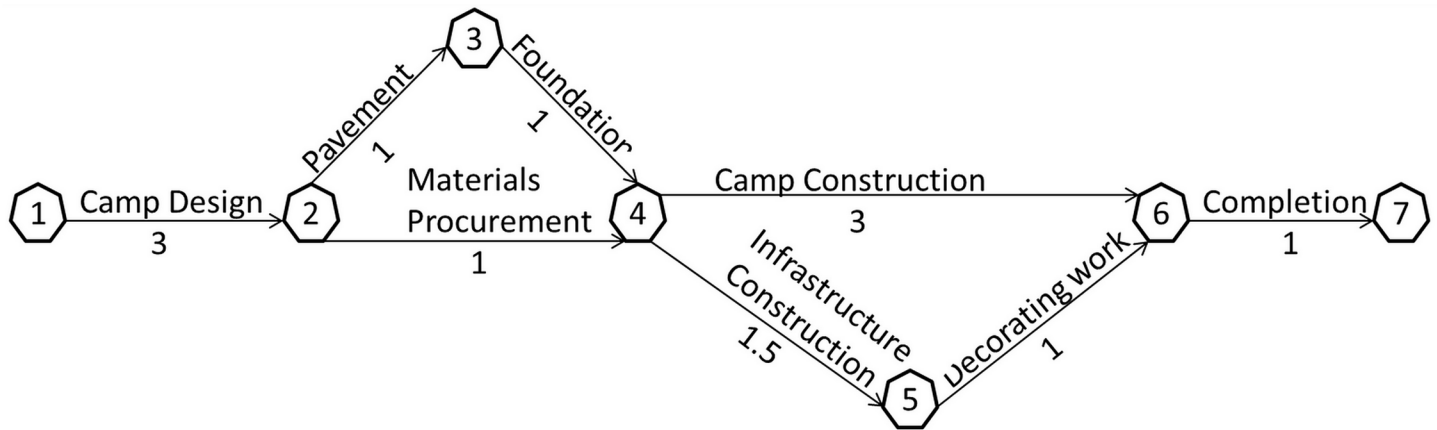 3
Pavement
1
Foundation
1
1
Camp Design
3
2
Materials
Procurement
1
4
Camp Construction
3
Infrastructure
Construction
1.5
5
Decorating work
1
6
Completion
1
7